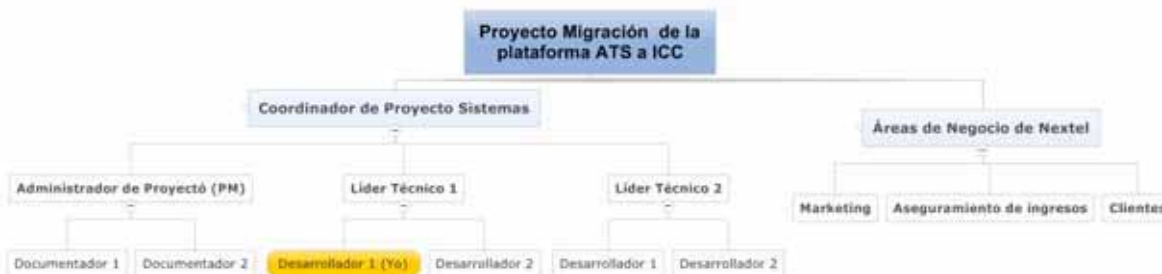 Proyecto Migración de la
plataforma ATS a ICC
Coordinador de Proyecto Sistemas
Áreas de Negocio de Nextel
Administrador de Proyectó (PM)
Líder Técnico 1
Líder Técnico 2
Marketing
Aseguramiento de ingresos
Clientes
Documentador 1
Documentador 2
Desarrollador 1 (Yo)
Desarrollador 2
Desarrollador 1
Desarrollador 2